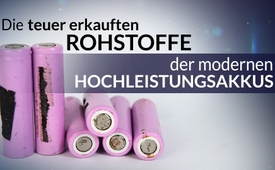 Die teuer erkauften
ROHSTOFFE
der modernen
HOCHLEISTUNGSAKKUS